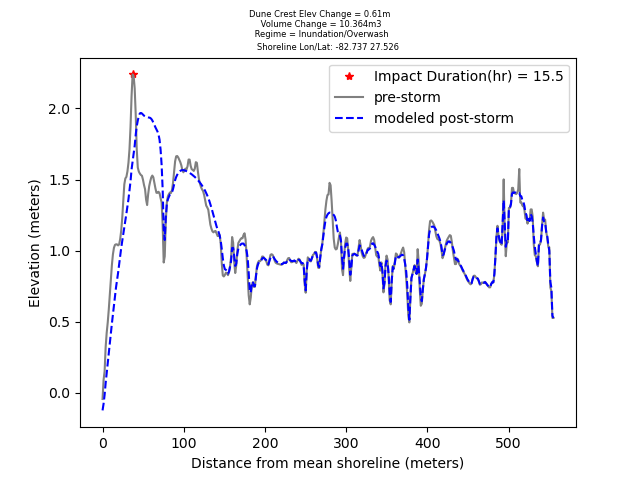 Dune Crest Elev Change = 0.61m
Volume Change = 10.364m3
Regime = Inundation/Overwash
Shoreline Lon/Lat: -82.737 27.526
Impact Duration(hr) = 15.5
pre-storm
modeled post-storm
Elevation (meters)
2.0
1.5
1.0
0.5
0.0
0 100 200 300 400 500
Distance from mean shoreline (meters)